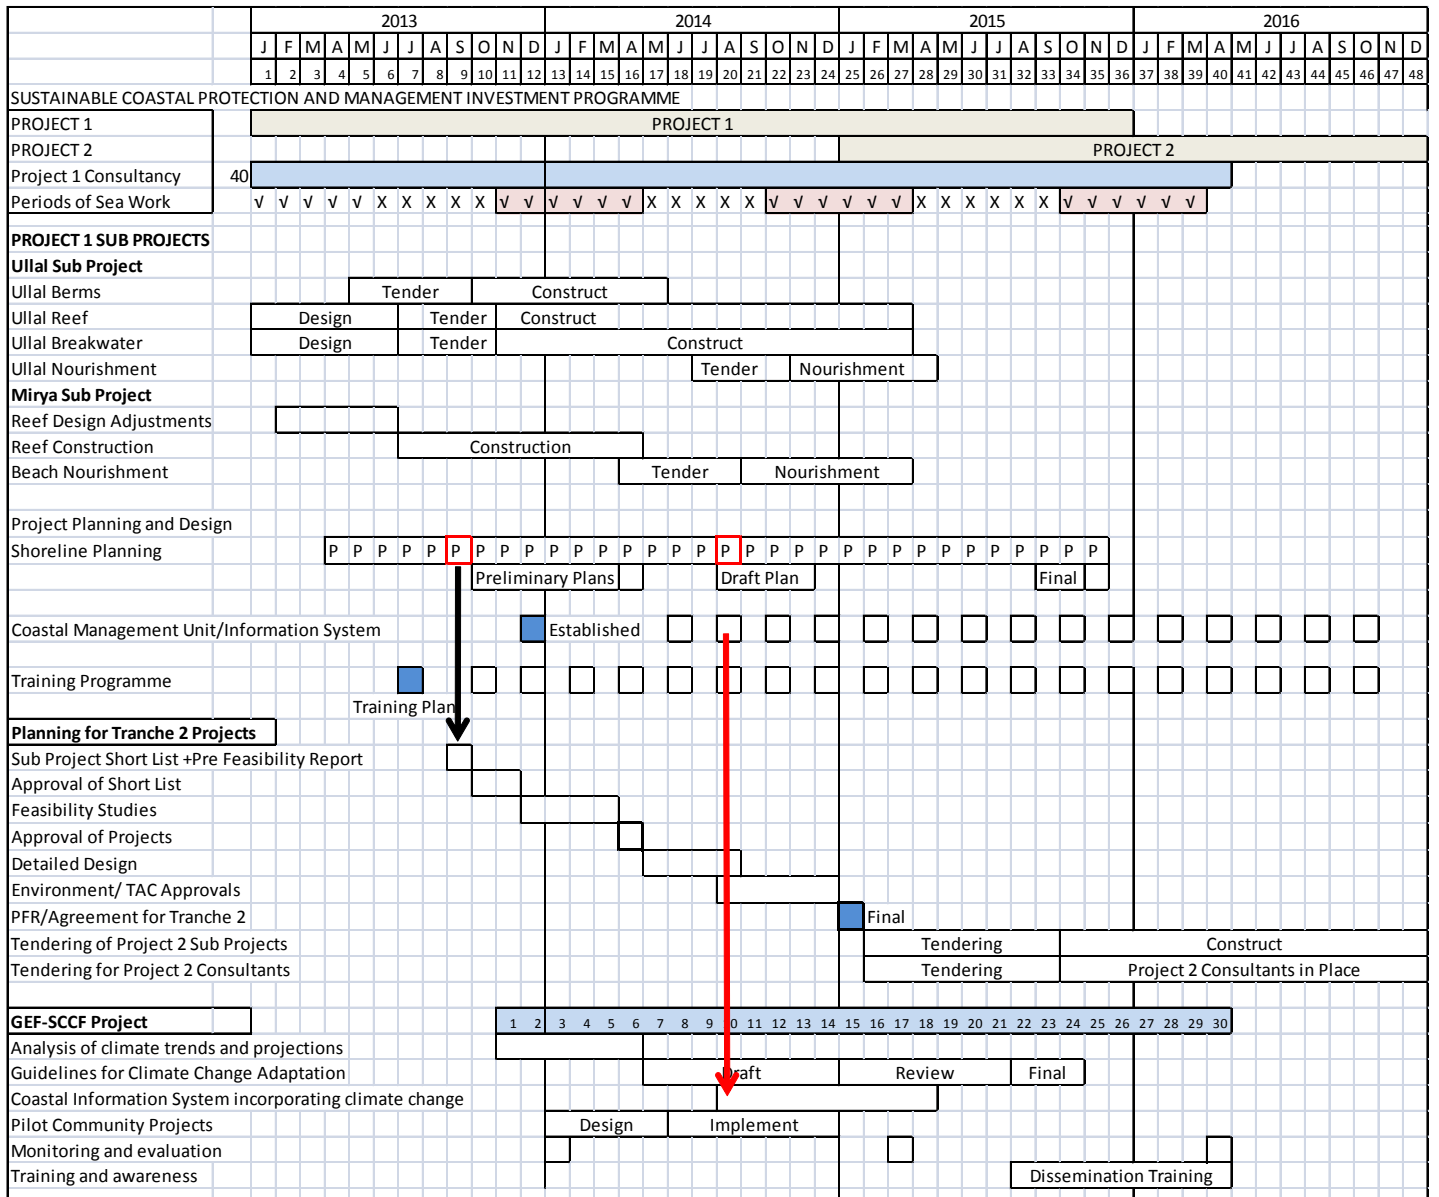 2013 2014 2015 2016
J F M A M J J A S O N D J F M A M J J A S O N D J F M A M J J A S O N D J F M A M J J A S O N D
1 2 3 4 5 6 7 8 9 10 11 12 13 14 15 16 17 18 19 20 21 22 23 24 25 26 27 28 29 30 31 32 33 34 35 36 37 38 39 40 41 42 43 44 45 46 47 48
SUSTAINABLE COASTAL PROTECTION AND MANAGEMENT INVESTMENT PROGRAMME
PROJECT 1 PROJECT 1
PROJECT 2 PROJECT 2
Project 1 Consultancy 40
Periods of Sea Work √ √ √ √ √ X X X X X √ √ √ √ √ √ X X X X X √ √ √ √ √ √ X X X X X X √ √ √ √ √ √
PROJECT 1 SUB PROJECTS
Ullal Sub Project
Ullal Berms Tender Construct
Ullal Reef Design Tender Construct
Ullal Breakwater Design Tender Construct
Ullal Nourishment Tender Nourishment
Mirya Sub Project
Reef Design Adjustments
Reef Construction Construction
Beach Nourishment Tender Nourishment
Project Planning and Design
Shoreline Planning P P P P P P P P P P P P P P P P P P P P P P P P P P P P P P P P
Preliminary Plans Draft Plan Final
Coastal Management Unit/Information System Established
Training Programme
Training Plan
Planning for Tranche 2 Projects
Sub Project Short List +Pre Feasibility Report
Approval of Short List
Feasibility Studies
Approval of Projects
Detailed Design
Environment/ TAC Approvals
PFR/Agreement for Tranche 2 Final
Tendering of Project 2 Sub Projects Tendering Construct
Tendering for Project 2 Consultants Tendering Project 2 Consultants in Place
GEF-SCCF Project 1 2 3 4 5 6 7 8 9 10 11 12 13 14 15 16 17 18 19 20 21 22 23 24 25 26 27 28 29 30
Analysis of climate trends and projections
Guidelines for Climate Change Adaptation Draft Review Final
Coastal Information System incorporating climate change
Pilot Community Projects Design Implement
Monitoring and evaluation
Training and awareness Dissemination Training